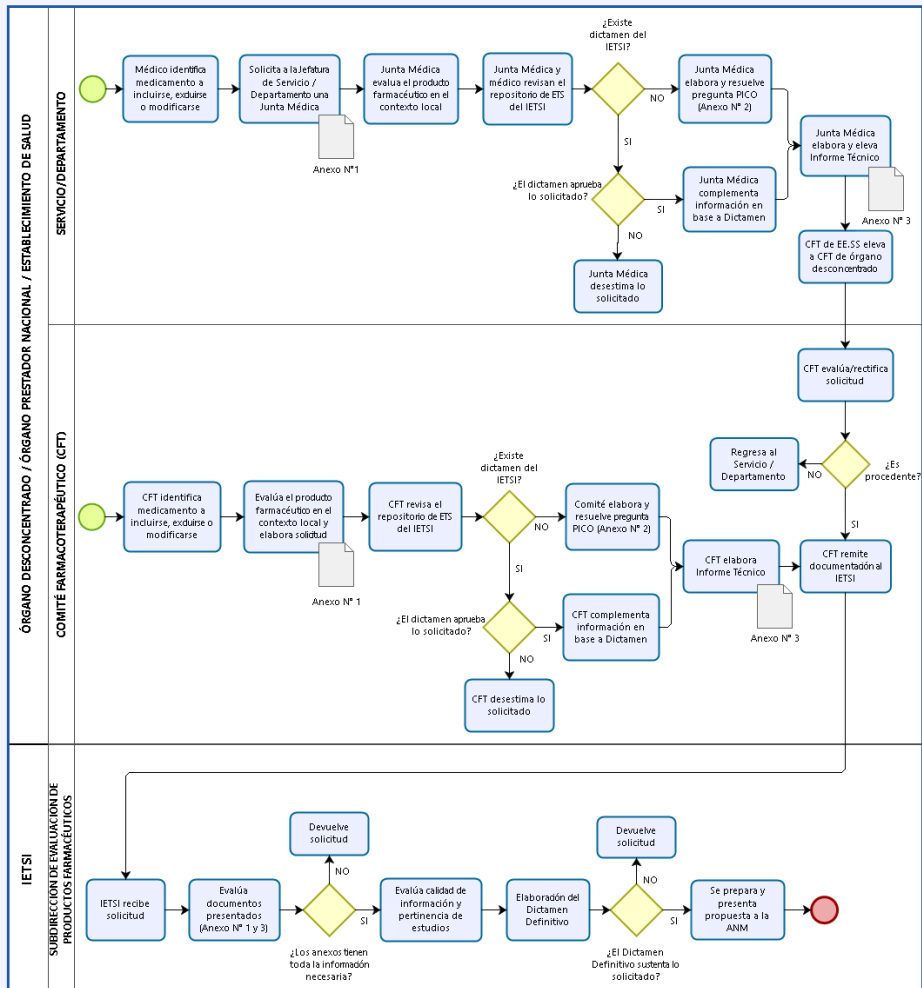 ÓRGANO DESCONCENTRADO / ÓRGANO PRESTADOR NACIONAL / ESTABLECIMIENTO DE SALUD
SERVICIO/DEPARTAMENTO
Médico identifica
medicamento a
incluirse, excluirse
o modificarse
Solicita a la Jefatura
de Servicio /
Departamento una
Junta Médica
Anexo N°1
Junta Médica
evalua el producto
farmacéutico en el
contexto local
Junta Médica y
médico revisan el
repositorio de ETS
del IETSI
¿Existe
dictamen del
IETSI?
NO
SI
Junta Médica
elabora y resuelve
pregunta PICO
(Anexo N° 2)
¿El dictamen aprueba
lo solicitado?
SI
NO
Junta Médica
complementa
información en
base a Dictamen
Junta Médica
desestima lo
solicitado
Junta Médica
elabora y eleva
Informe Técnico
Anexo N° 3
CFT de EE.SS eleva
a CFT de órgano
desconcentrado
COMITÉ FARMACOTERAPÉUTICO (CFT)
CFT evalúa/rectifica
solicitud
¿Es
procedente?
NO
SI
Regresa al
Servicio /
Departamento
CFT identifica
medicamento a
incluirse, excluirse o
modificarse
Evalúa el producto
farmacéutico en el
contexto local y
elabora solicitud
Anexo N° 1
CFT revisa el
repositorio de ETS
del IETSI
¿Existe
dictamen del
IETSI?
NO
SI
Comité elabora y
resuelve pregunta
PICO (Anexo N° 2)
¿El dictamen aprueba
lo solicitado?
SI
NO
CFT complementa
información en
base a Dictamen
CFT desestima lo
solicitado
CFT elabora
Informe Técnico
Anexo N° 3
CFT remite
documentación al
IETSI
IETSI
SUBDIRECCION DE EVALUACION DE
PRODUCTOS FARMACÉUTICOS
IETSI recibe
solicitud
Evalúa
documentos
presentados
(Anexo N° 1 y 3)
Devuelve
solicitud
NO
SI
¿Los anexos tienen
toda la información
necesaria?
Evalúa calidad de
información y
pertinencia de
estudios
Elaboración del
Dictamen
Definitivo
Devuelve
solicitud
NO
SI
¿El Dictamen
Definitivo sustenta lo
solicitado?
Se prepara y
presenta
propuesta a la
ANM